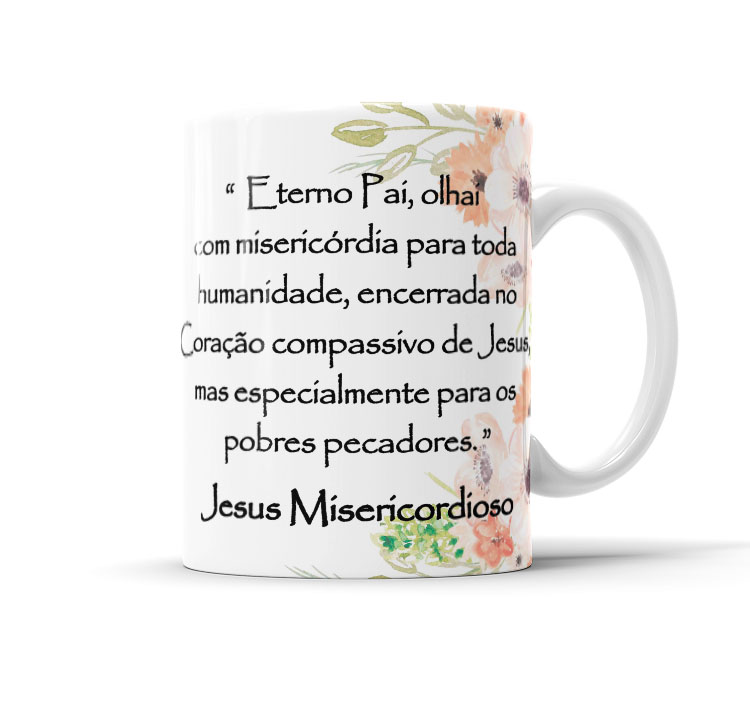 “ Eterno Pai, olhai
com misericórdia para toda
humanidade, encerrada no
Coração compassivo de Jesus,
mas especialmente para os
pobres pecadores.”
Jesus Misericordioso